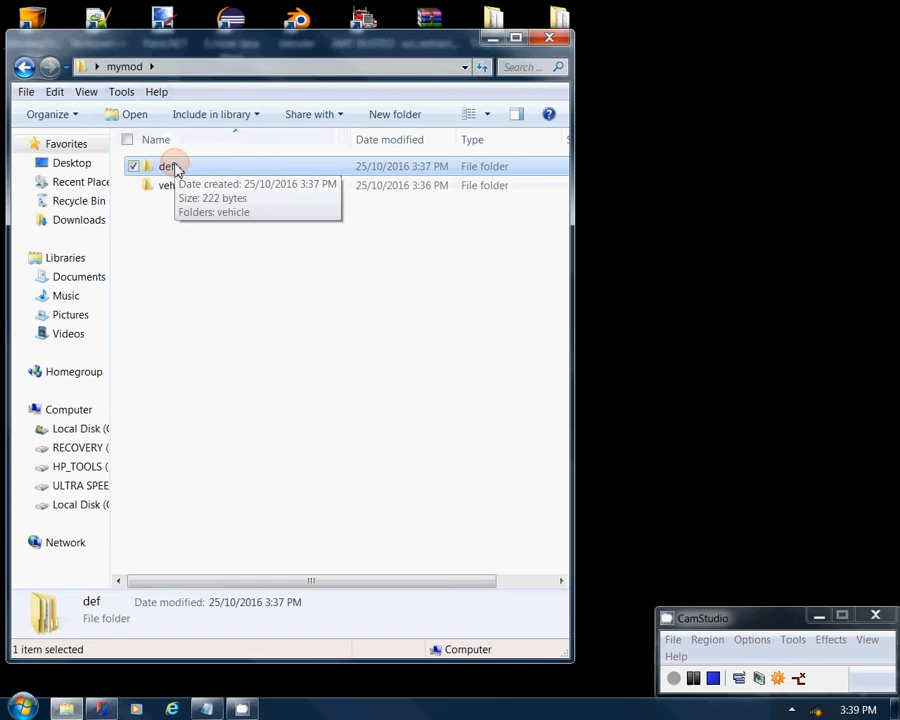 mymod
Search ...
File Edit View Tools Help
Organize Open Include in library Share with New folder
Name Date modified Type
Favorites
def 25/10/2016 3:37 PM File folder
Desktop
Date created: 25/10/2016 3:37 PM
veh 25/10/2016 3:36 PM File folder
Recent Place
Size: 222 bytes
Recycle Bin
Folders: vehicle
Downloads
Libraries
Documents
Music
Pictures
Videos
Homegroup
Computer
Local Disk (
RECOVERY (
HP_TOOLS (
ULTRA SPEE
Local Disk (
Network
def Date modified: 25/10/2016 3:37 PM
File folder
1 item selected Computer
CamStudio
File Region Options Tools Effects View
Help
3:39 PM